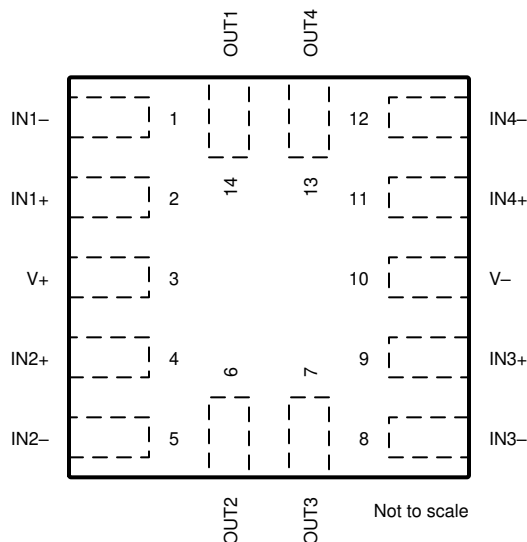 OUT1
OUT4
IN1–
1
12
IN4–
14
13
IN1+
2
11
IN4+
V+
3
10
V–
IN2+
4
6
7
9
IN3+
IN2–
5
8
IN3–
OUT2
OUT3
Not to scale